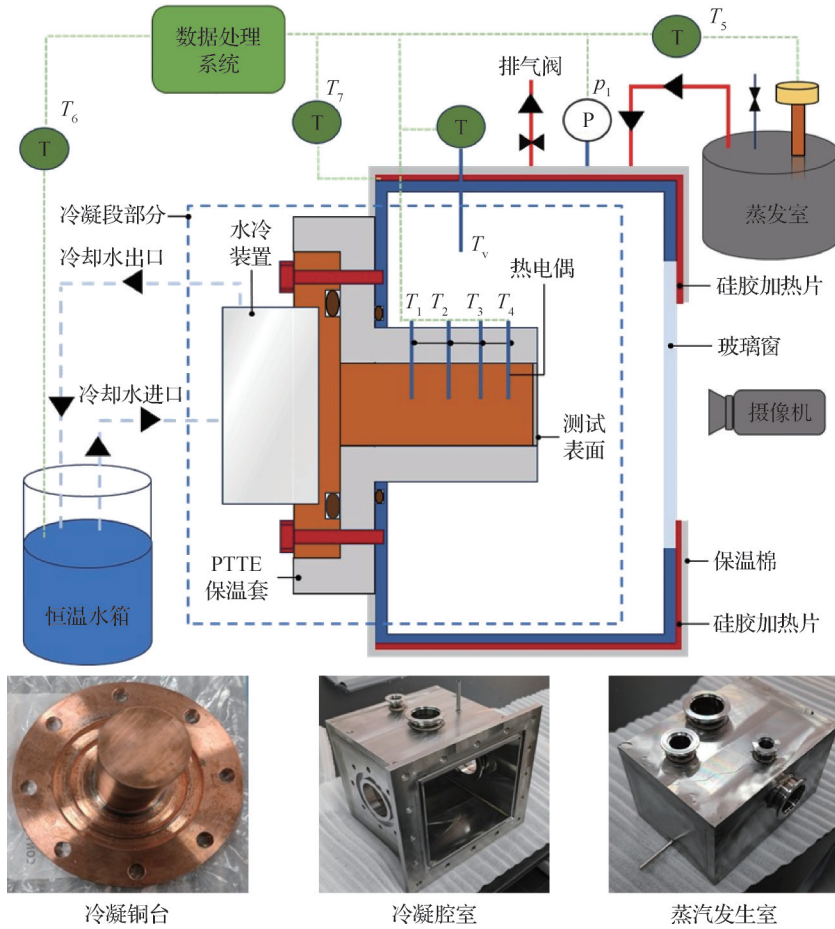 数据处理
系统
T
T₅
T₆
T
T₇
T
T
排气阀
p₁
P
蒸发室
冷凝段部分
水冷
装置
Tᵥ
热电偶
冷却水出口
T₁
T₂
T₃
T₄
硅胶加热片
玻璃窗
冷却水进口
测试
表面
摄像机
PTTE
保温套
保温棉
恒温水箱
硅胶加热片
冷凝铜台
冷凝腔室
蒸汽发生室